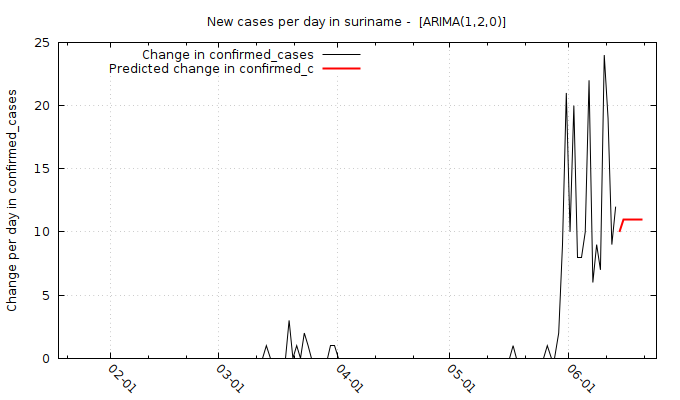 New cases per day in suriname -  [ARIMA(1,2,0)]
Change in confirmed_cases
Predicted change in confirmed_c
Change per day in confirmed_cases
25
20
15
10
5
0
02-01
03-01
04-01
05-01
06-01